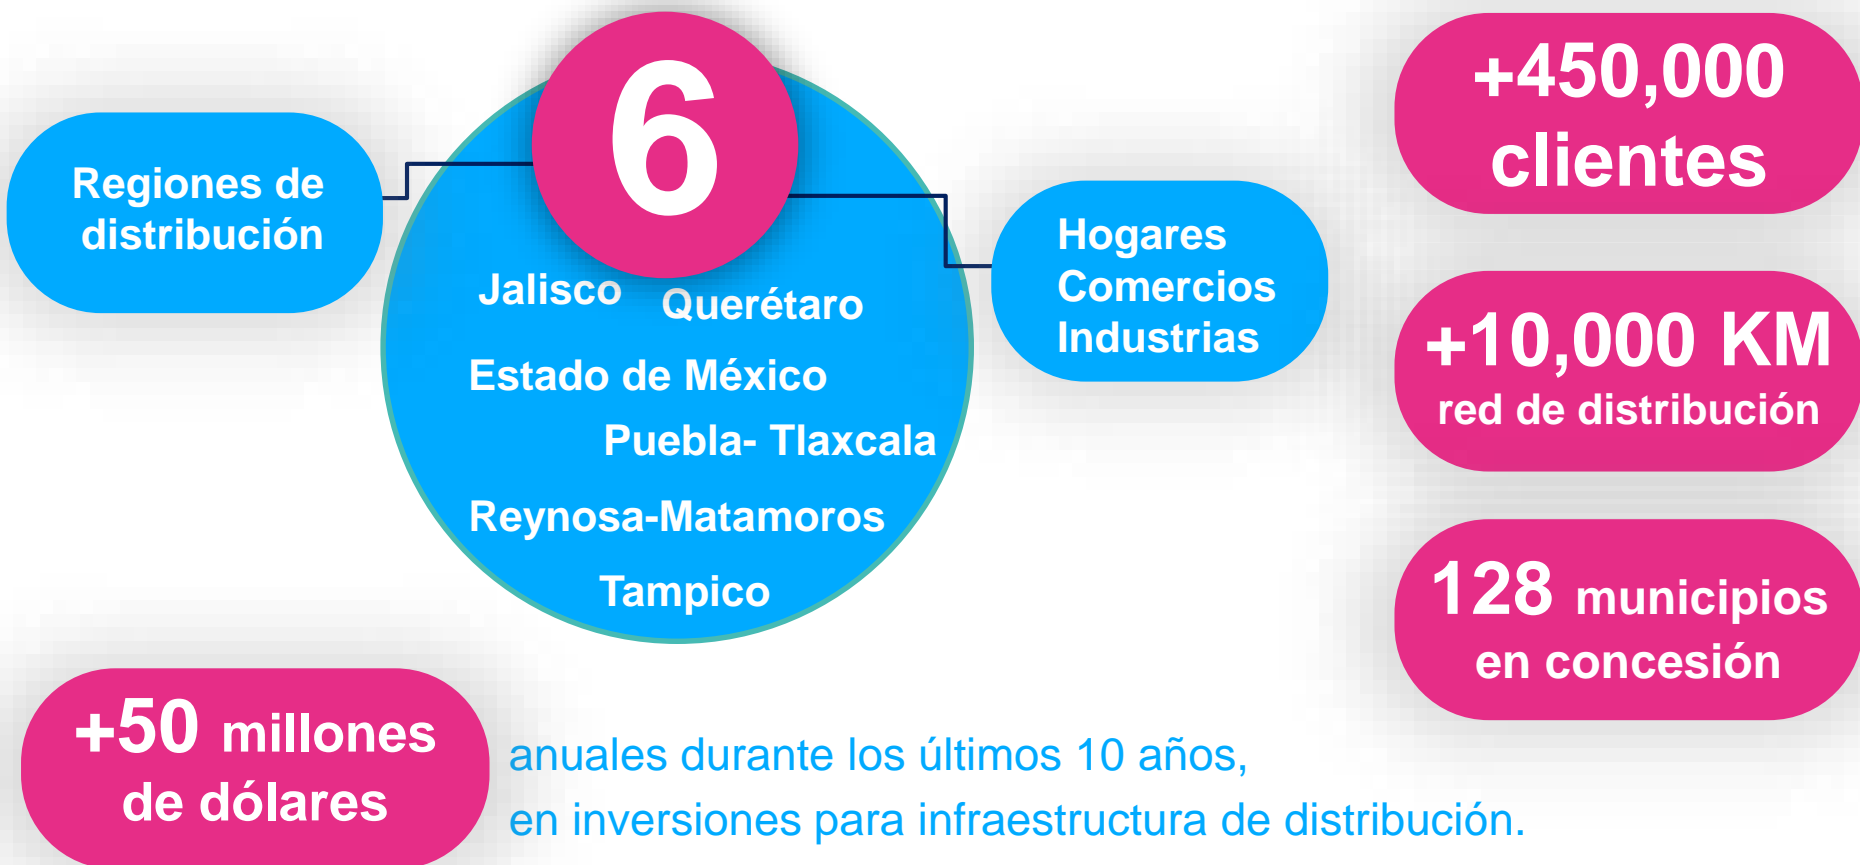 6
Regiones de
distribución
Jalisco
Querétaro
Estado de México
Puebla- Tlaxcala
Reynosa-Matamoros
Tampico
Hogares
Comercios
Industrias
+450,000
clientes
+10,000 KM
red de distribución
128 municipios
en concesión
+50 millones
de dólares
anuales durante los últimos 10 años,
en inversiones para infraestructura de distribución.